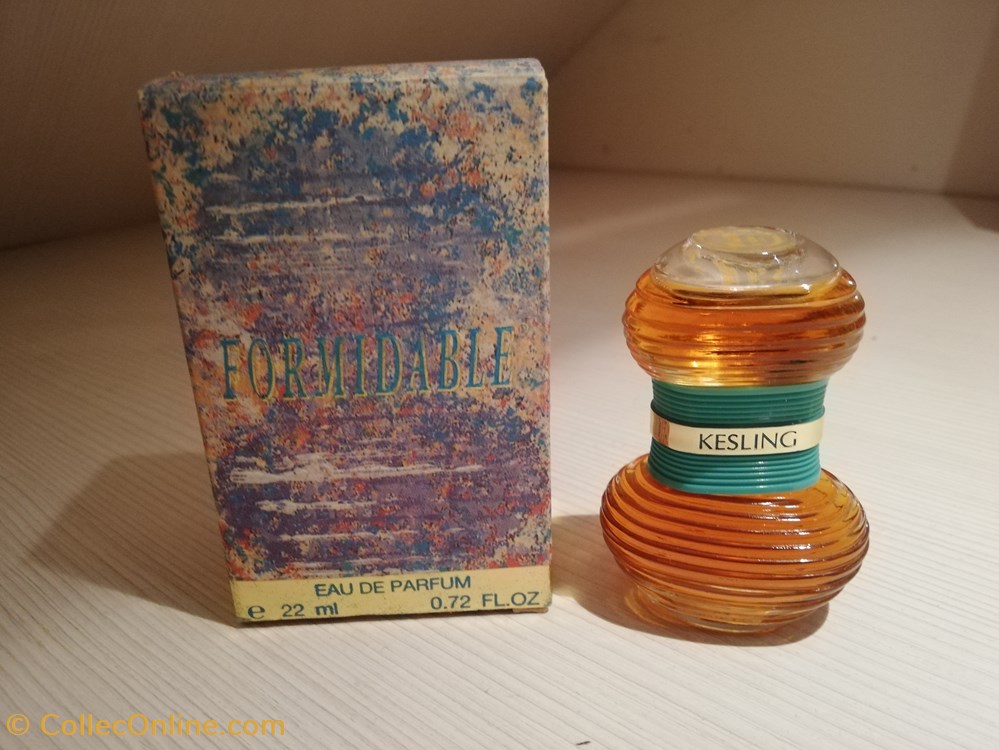 FORMIDABLE
EAU DE PARFUM
e 22 ml 0.72 FL.OZ
KESLING
© CollecOnline.com